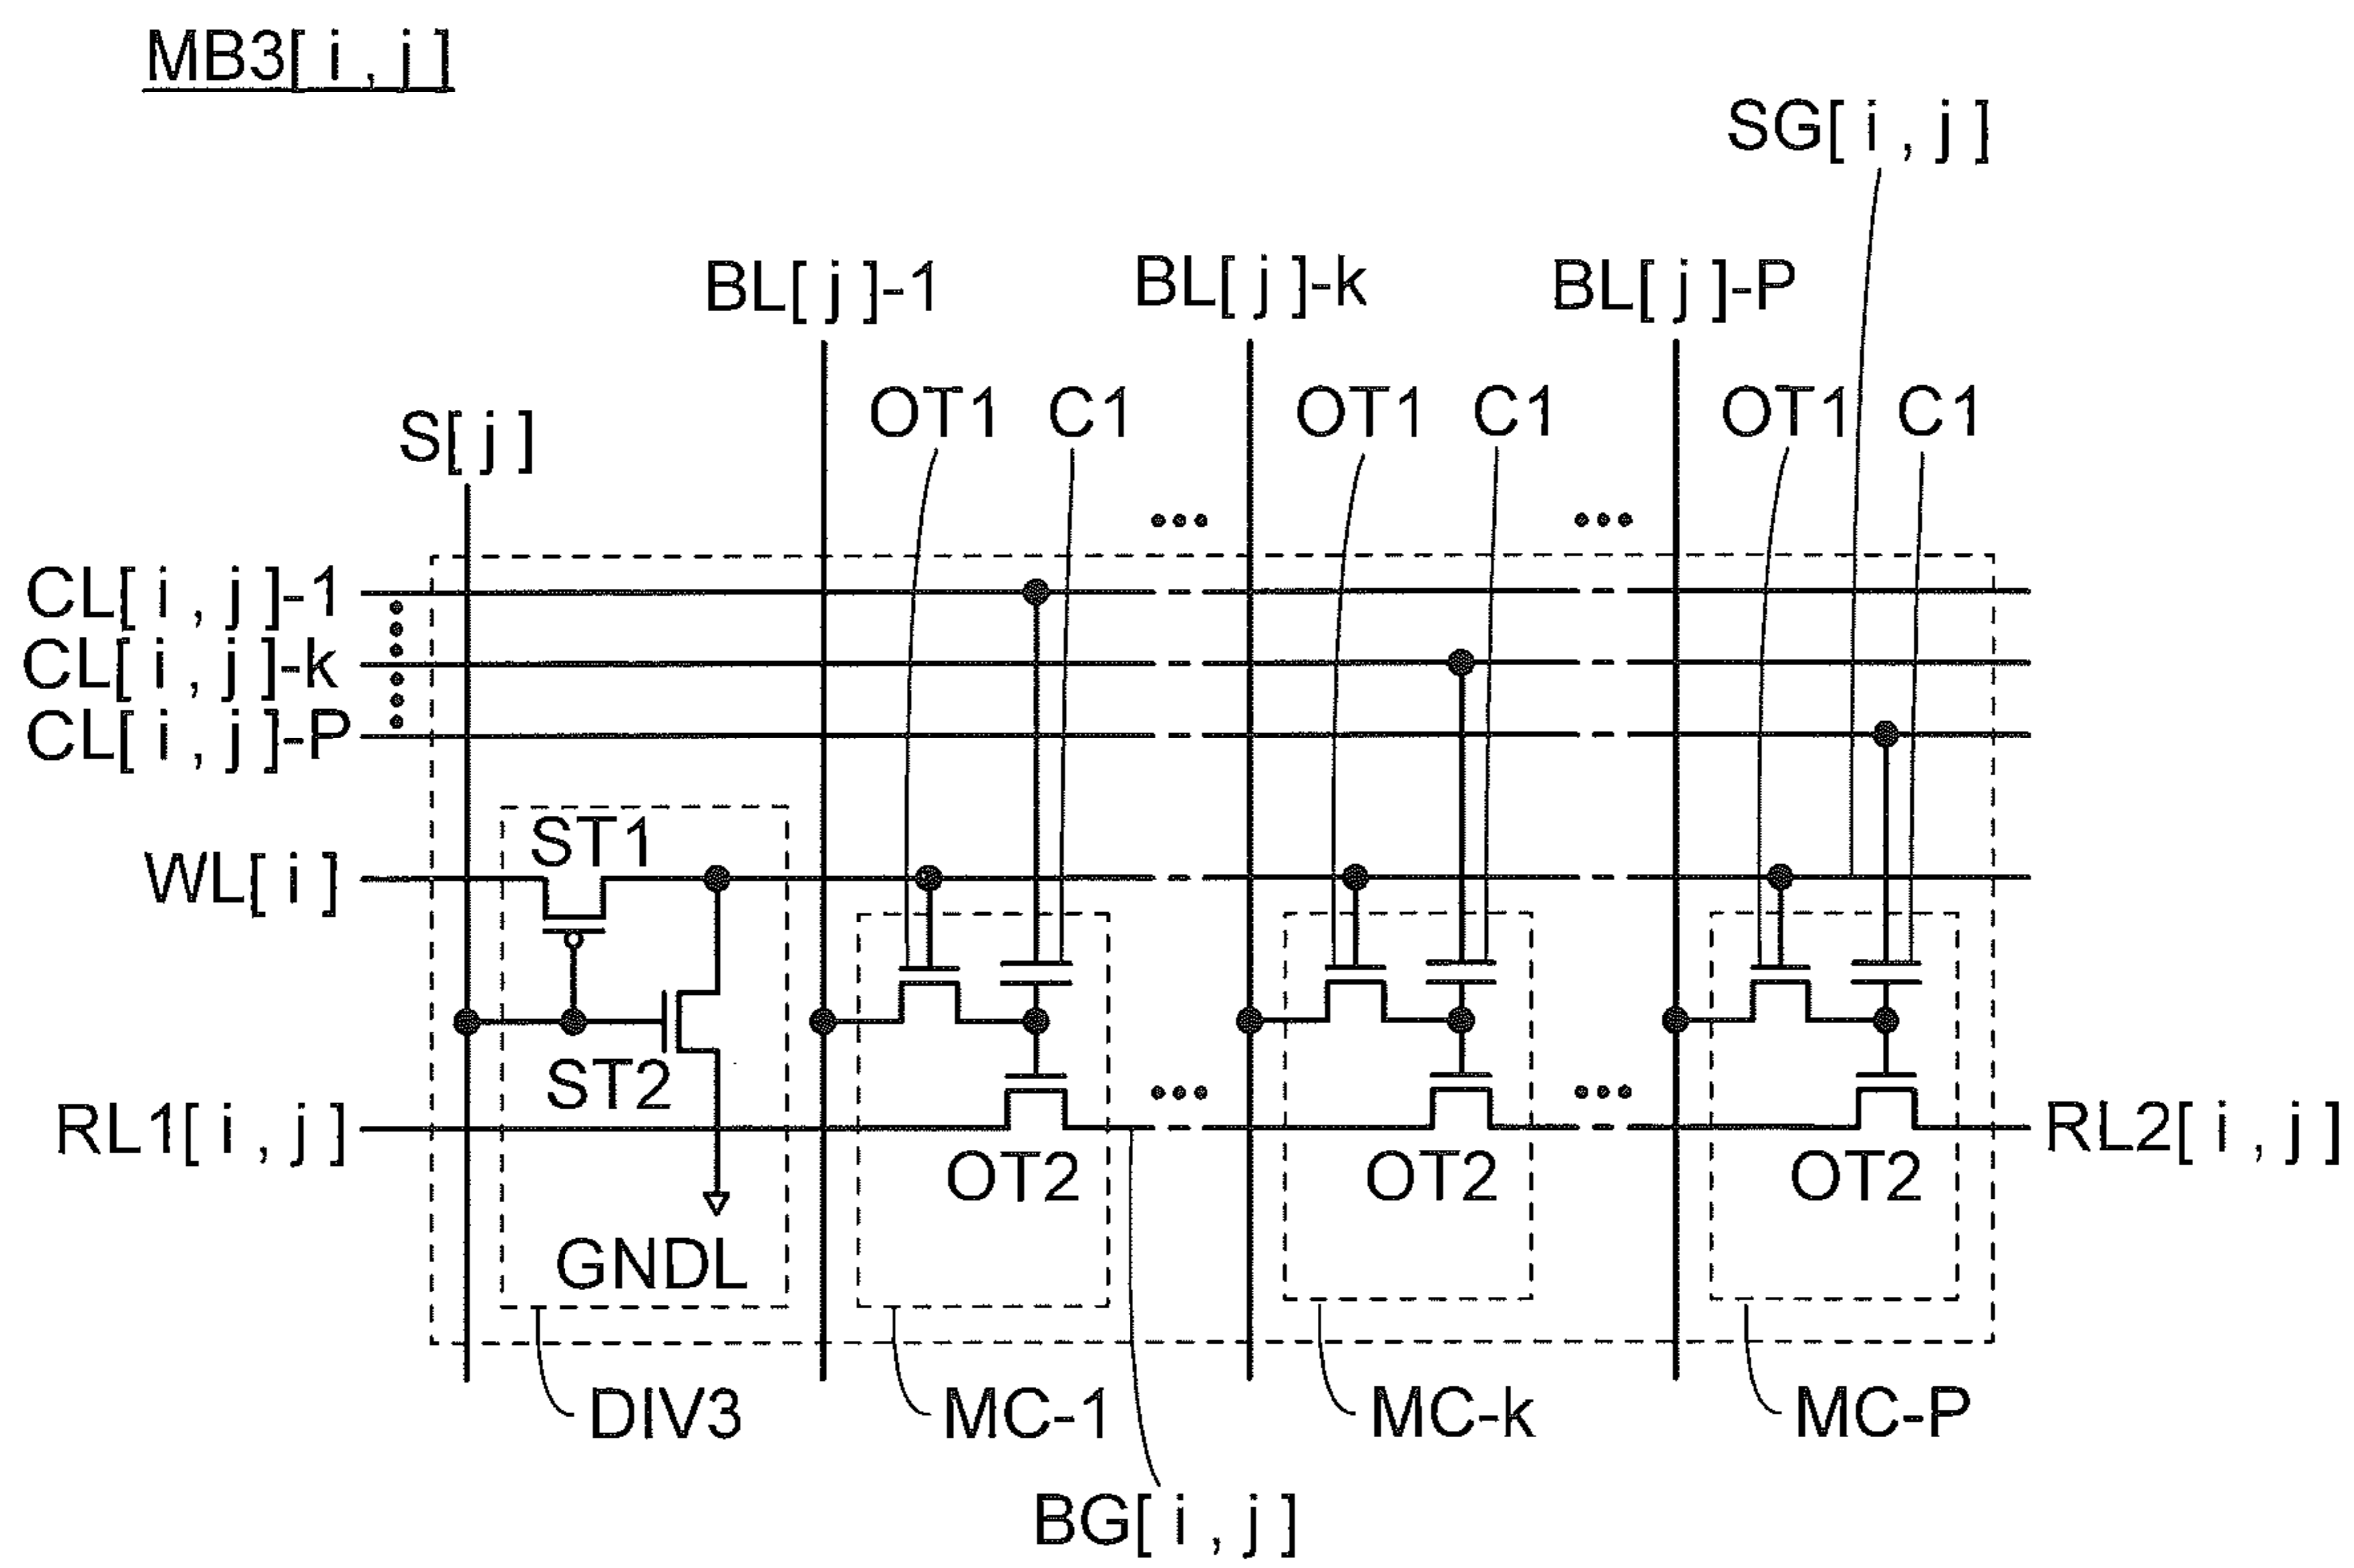 MB3[ i , j ]
SG[ i , j ]
BL[ j ]-1
BL[ j ]-k
BL[ j ]-P
OT1
C1
OT1
C1
OT1
C1
S[ j ]
CL[ i , j ]-1
CL[ i , j ]-k
CL[ i , j ]-P
WL[ i ]
ST1
ST2
RL1[ i , j ]
RL2[ i , j ]
OT2
OT2
OT2
GNDL
DIV3
MC-1
MC-k
MC-P
BG[ i , j ]